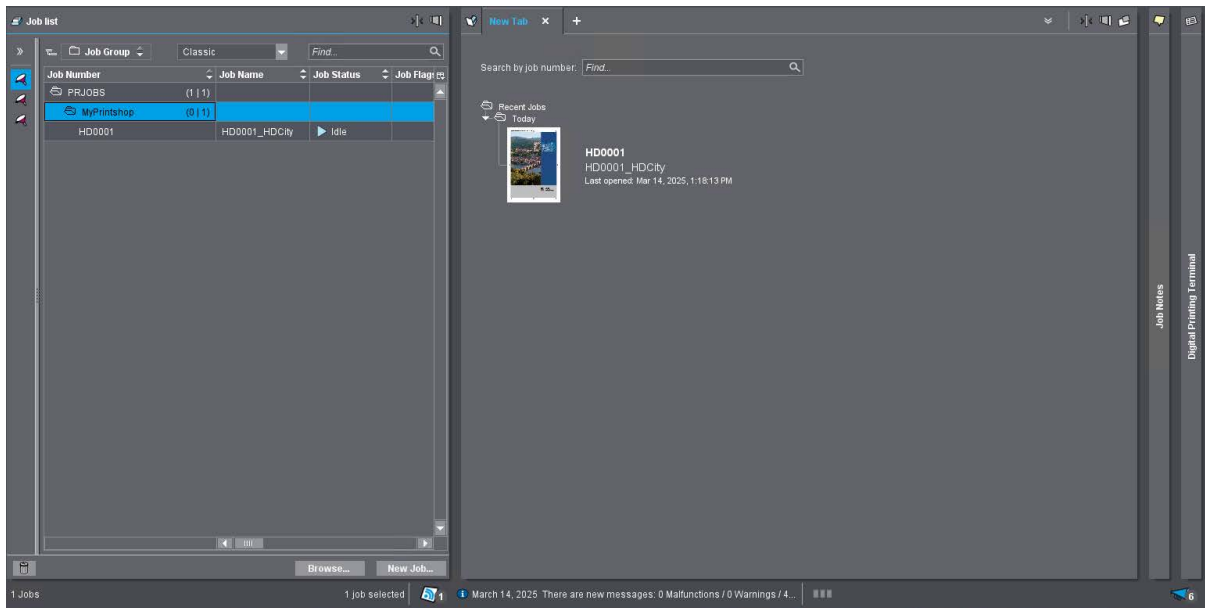 Job list
Job Group
Classic
Find...
Job Number
Job Name
Job Status
Job Flag
PRJOBS (1 | 1)
MyPrintshop (0 | 1)
HD0001 HD0001_HDCity Idle
Browse...
New Job...
1 Jobs
1 job selected
1
New Tab
Search by job number: Find...
Recent Jobs
Today
HD0001
HD0001_HDCity
Last opened: Mar 14, 2025, 1:18:13 PM
Job Notes
Digital Printing Terminal
March 14, 2025 There are new messages: 0 Malfunctions / 0 Warnings / 4...
6